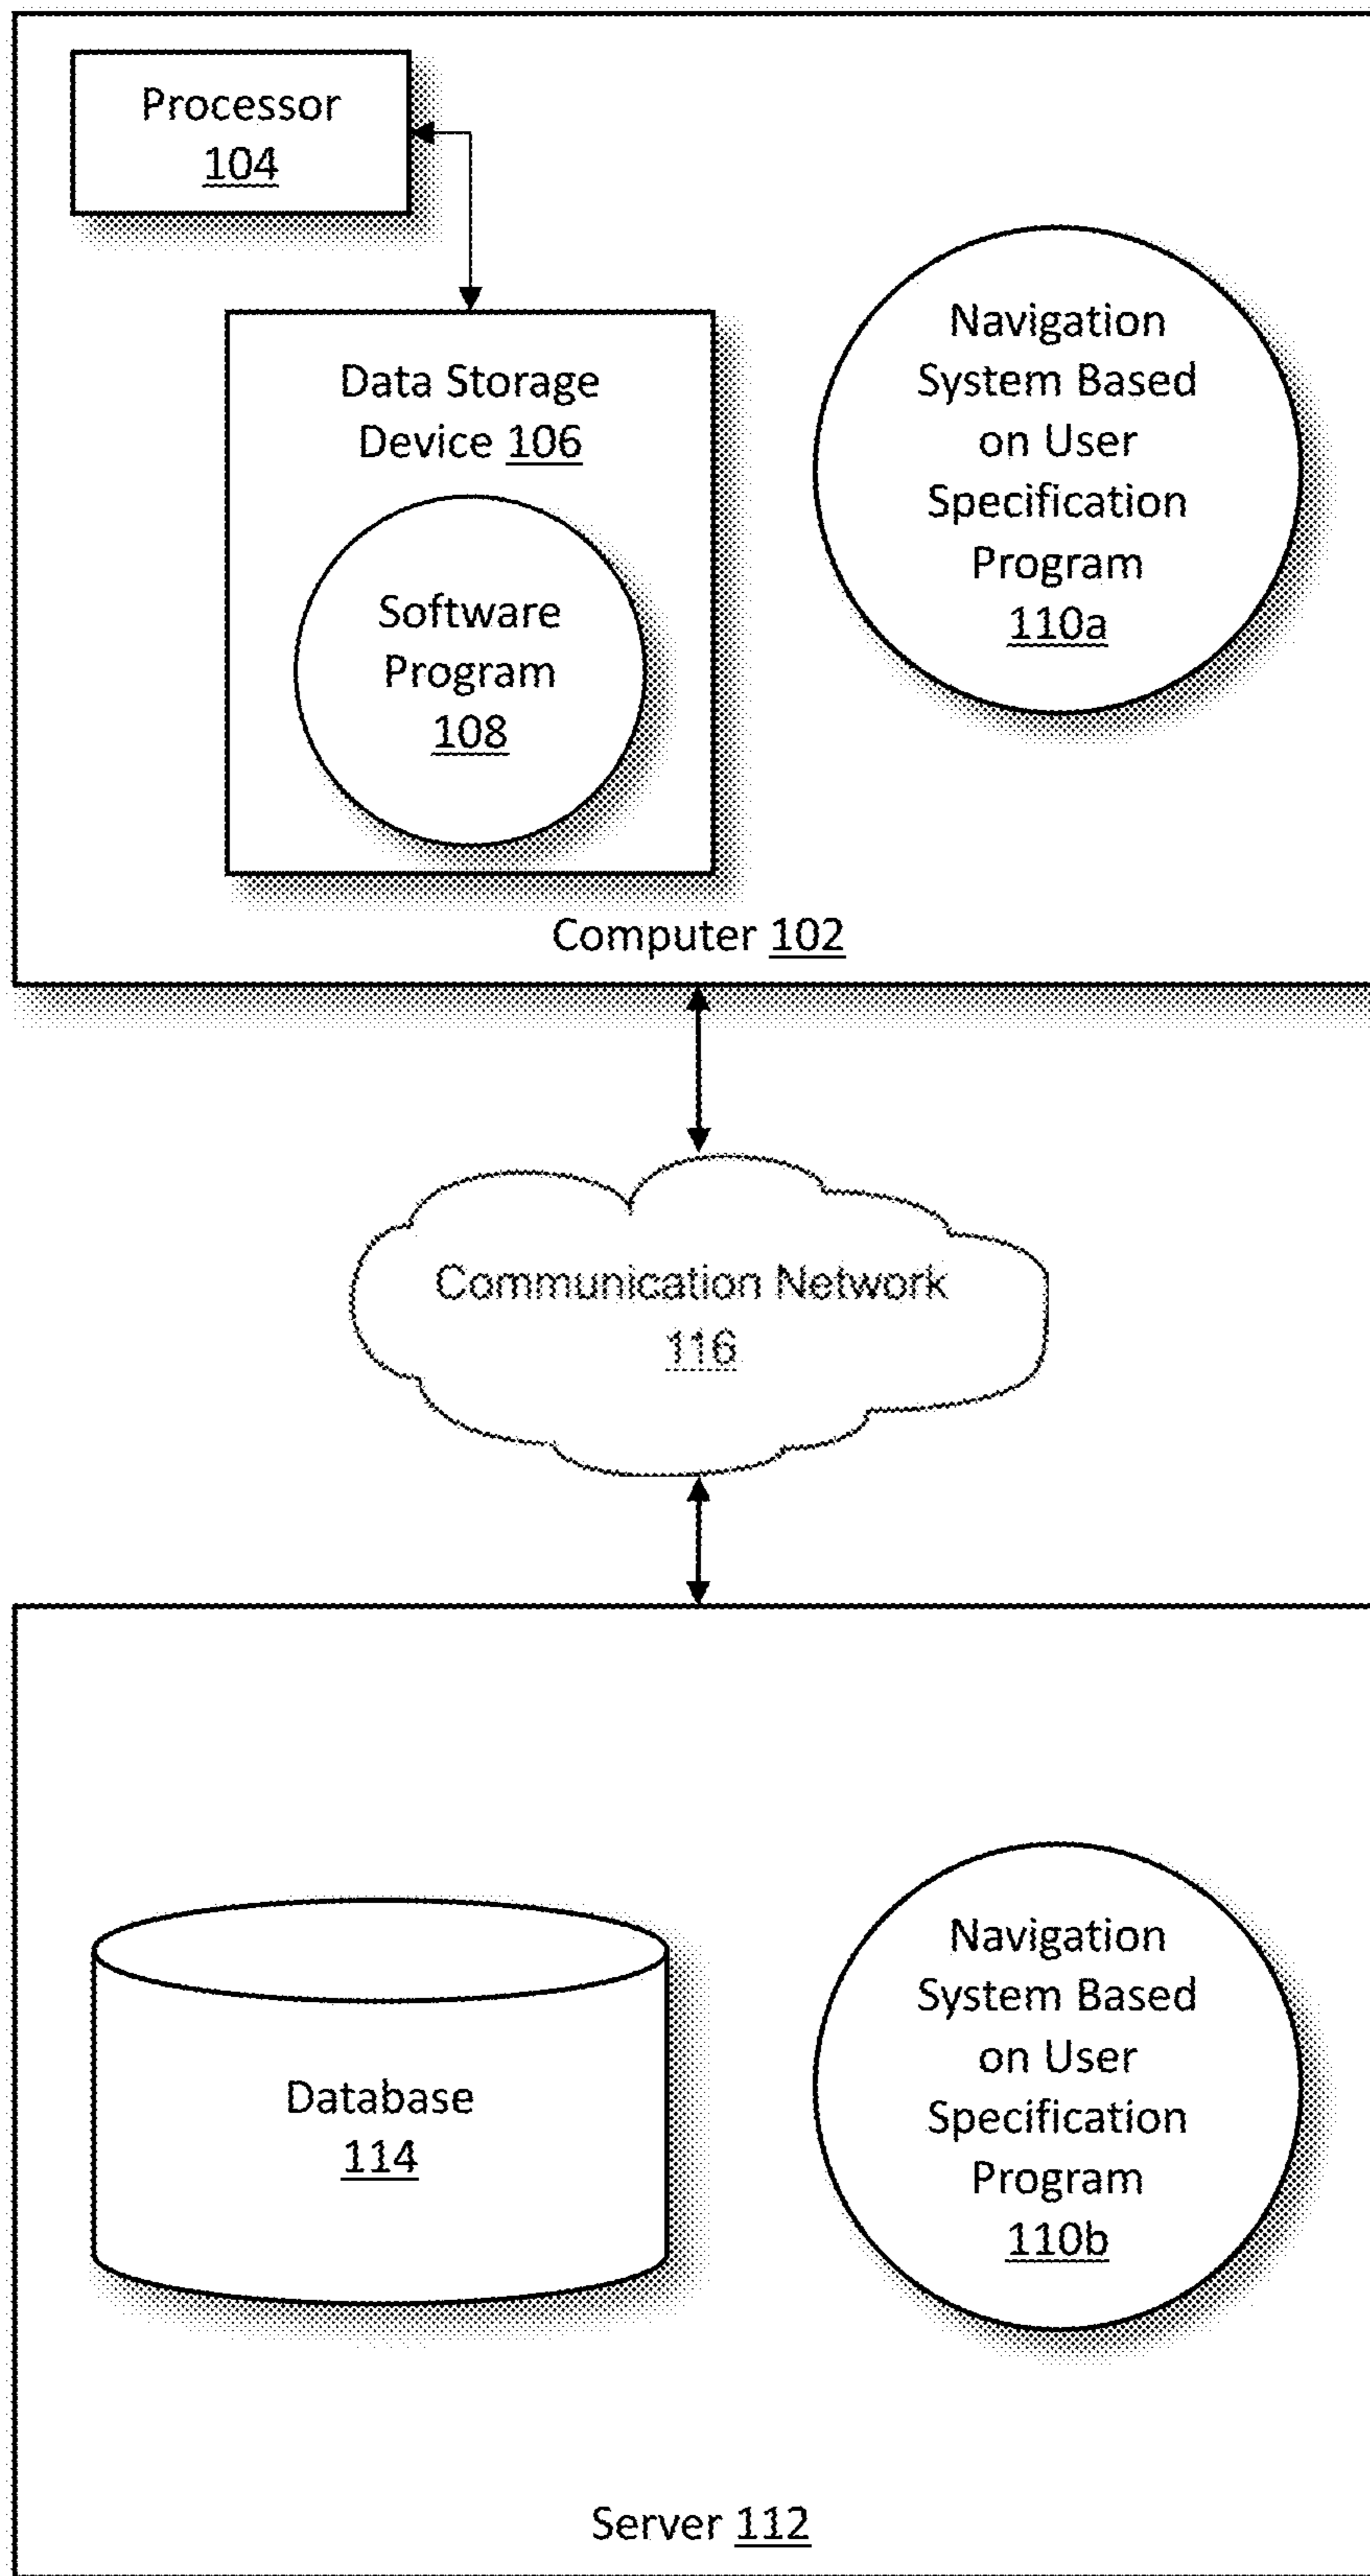 Processor
104
Data Storage
Device 106
Software
Program
108
Navigation
System Based
on User
Specification
Program
110a
Computer 102
Communication Network
116
Database
114
Navigation
System Based
on User
Specification
Program
110b
Server 112